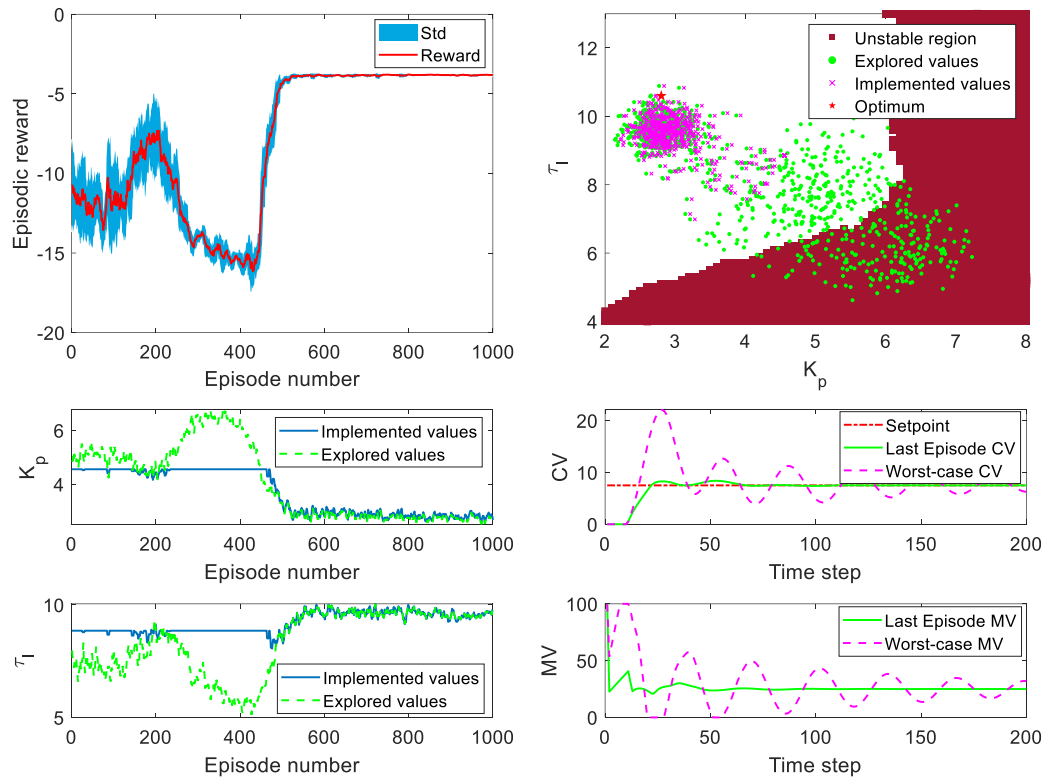 0
-5
-10
-15
-20
Episodic reward
Std
Reward
0 200 400 600 800 1000
Episode number
12
10
8
6
4
τI
Unstable region
Explored values
Implemented values
Optimum
2 3 4 5 6 7 8
Kp
6
4
Kp
Implemented values
Explored values
0 200 400 600 800 1000
Episode number
20
10
0
CV
Setpoint
Last Episode CV
Worst-case CV
0 50 100 150 200
Time step
10
5
τI
Implemented values
Explored values
0 200 400 600 800 1000
Episode number
100
50
0
MV
Last Episode MV
Worst-case MV
0 50 100 150 200
Time step